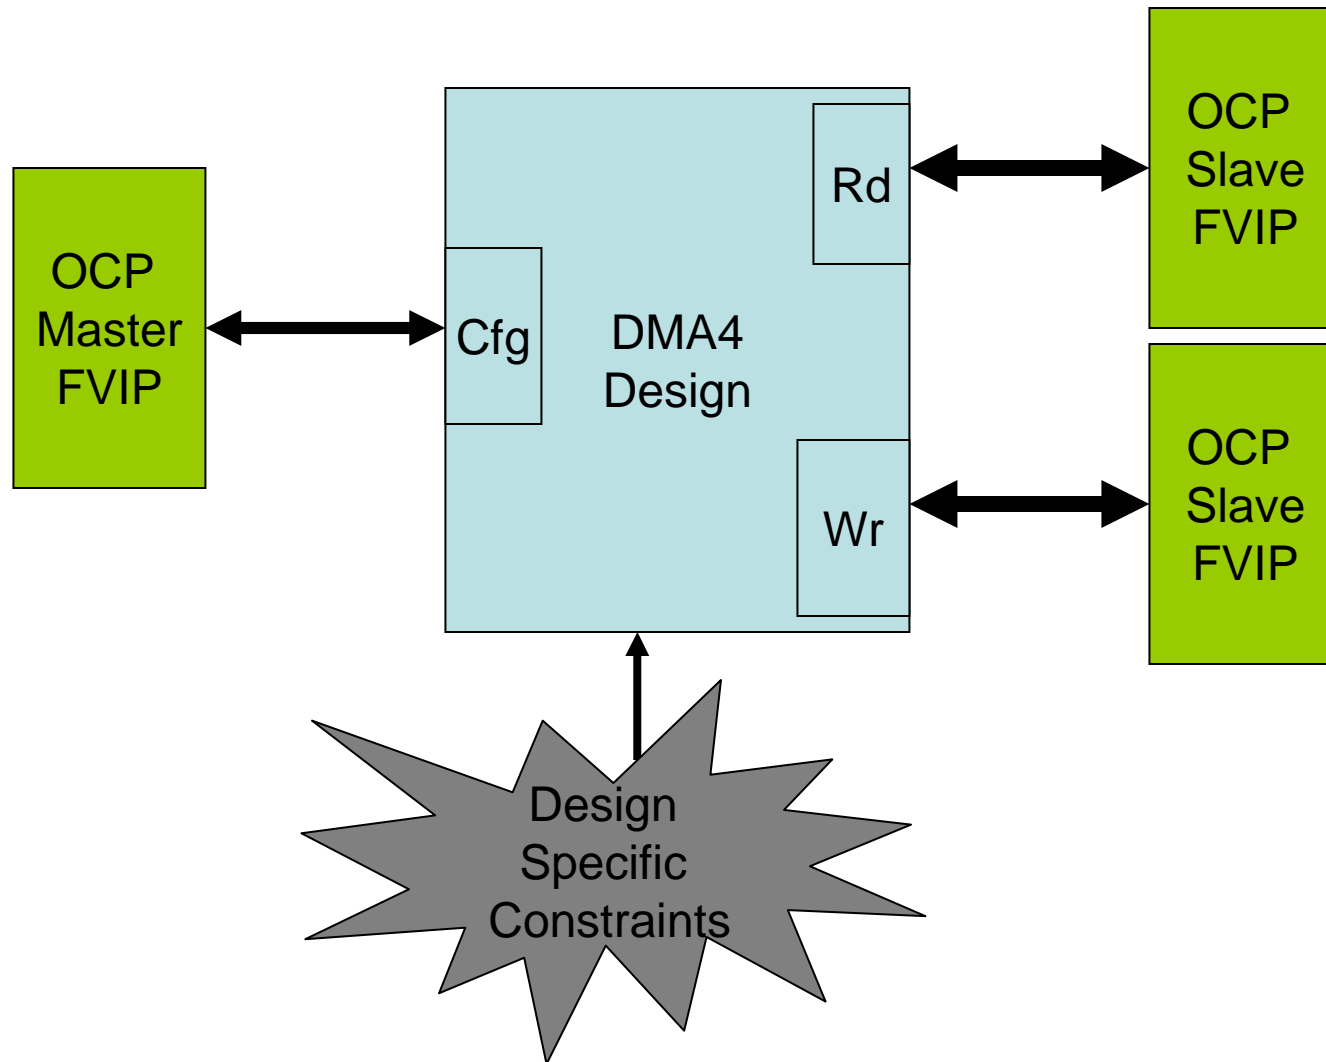 OCP
Master
FVIP
Cfg
DMA4
Design
Rd
Wr
OCP
Slave
FVIP
OCP
Slave
FVIP
Design
Specific
Constraints